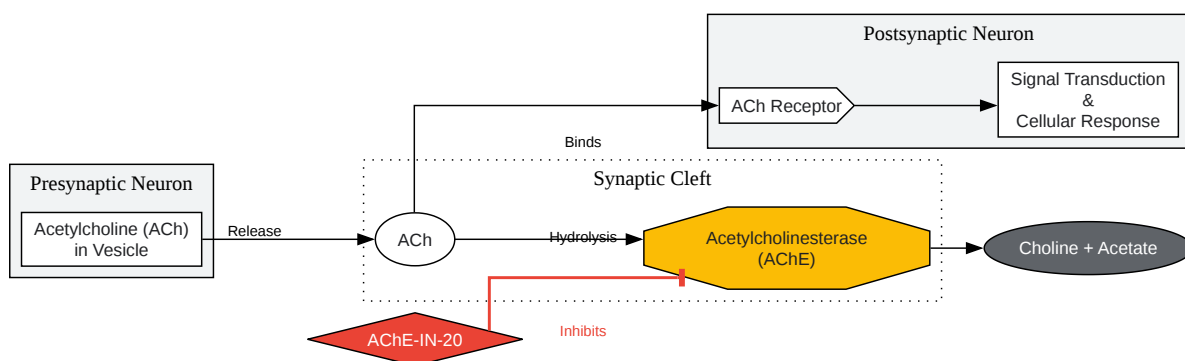 Postsynaptic Neuron
ACh Receptor
Signal Transduction
&
Cellular Response
Binds
Presynaptic Neuron
Acetylcholine (ACh)
in Vesicle
Release
Synaptic Cleft
ACh
Hydrolysis
Acetylcholinesterase
(AChE)
Choline + Acetate
AChE-IN-20
Inhibits